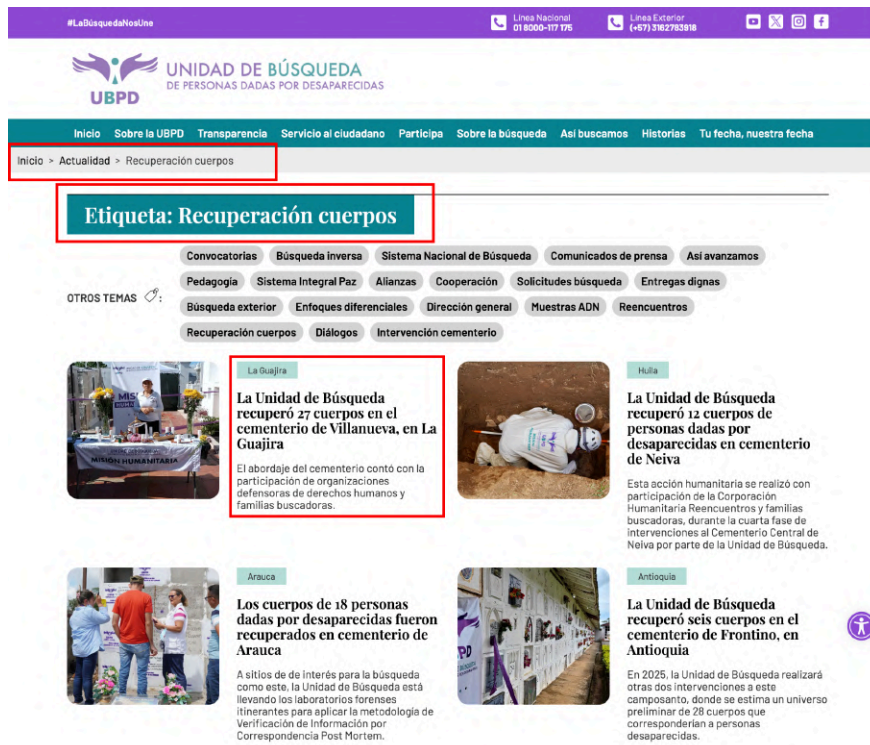 #LaBúsquedaNosUne
Línea Nacional
01 8000-117 175
Línea Exterior
(+57) 3162783918
UBPD
UNIDAD DE BÚSQUEDA
DE PERSONAS DADAS POR DESAPARECIDAS
Inicio Sobre la UBPD Transparencia Servicio al ciudadano Participa Sobre la búsqueda Así buscamos Historias Tu fecha, nuestra fecha
Inicio > Actualidad > Recuperación cuerpos
Etiqueta: Recuperación cuerpos
OTROS TEMAS :
Convocatorias Búsqueda inversa Sistema Nacional de Búsqueda Comunicados de prensa Así avanzamos
Pedagogía Sistema Integral Paz Alianzas Cooperación Solicitudes búsqueda Entregas dignas
Búsqueda exterior Enfoques diferenciales Dirección general Muestras ADN Reencuentros
Recuperación cuerpos Diálogos Intervención cementerio
MISIÓN HUMANITARIA
La Guajira
La Unidad de Búsqueda
recuperó 27 cuerpos en el
cementerio de Villanueva, en La
Guajira
El abordaje del cementerio contó con la
participación de organizaciones
defensoras de derechos humanos y
familias buscadoras.
Huila
La Unidad de Búsqueda
recuperó 12 cuerpos de
personas dadas por
desaparecidas en cementerio
de Neiva
Esta acción humanitaria se realizó con
participación de la Corporación
Humanitaria Reencuentros y familias
buscadoras, durante la cuarta fase de
intervenciones al Cementerio Central de
Neiva por parte de la Unidad de Búsqueda.
Arauca
Los cuerpos de 18 personas
dadas por desaparecidas fueron
recuperados en cementerio de
Arauca
A sitios de de interés para la búsqueda
como este, la Unidad de Búsqueda está
llevando los laboratorios forenses
itinerantes para aplicar la metodología de
Verificación de Información por
Correspondencia Post Mortem.
Antioquia
La Unidad de Búsqueda
recuperó seis cuerpos en el
cementerio de Frontino, en
Antioquia
En 2025, la Unidad de Búsqueda realizará
otras dos intervenciones a este
camposanto, donde se estima un universo
preliminar de 28 cuerpos que
corresponderían a personas
desaparecidas.